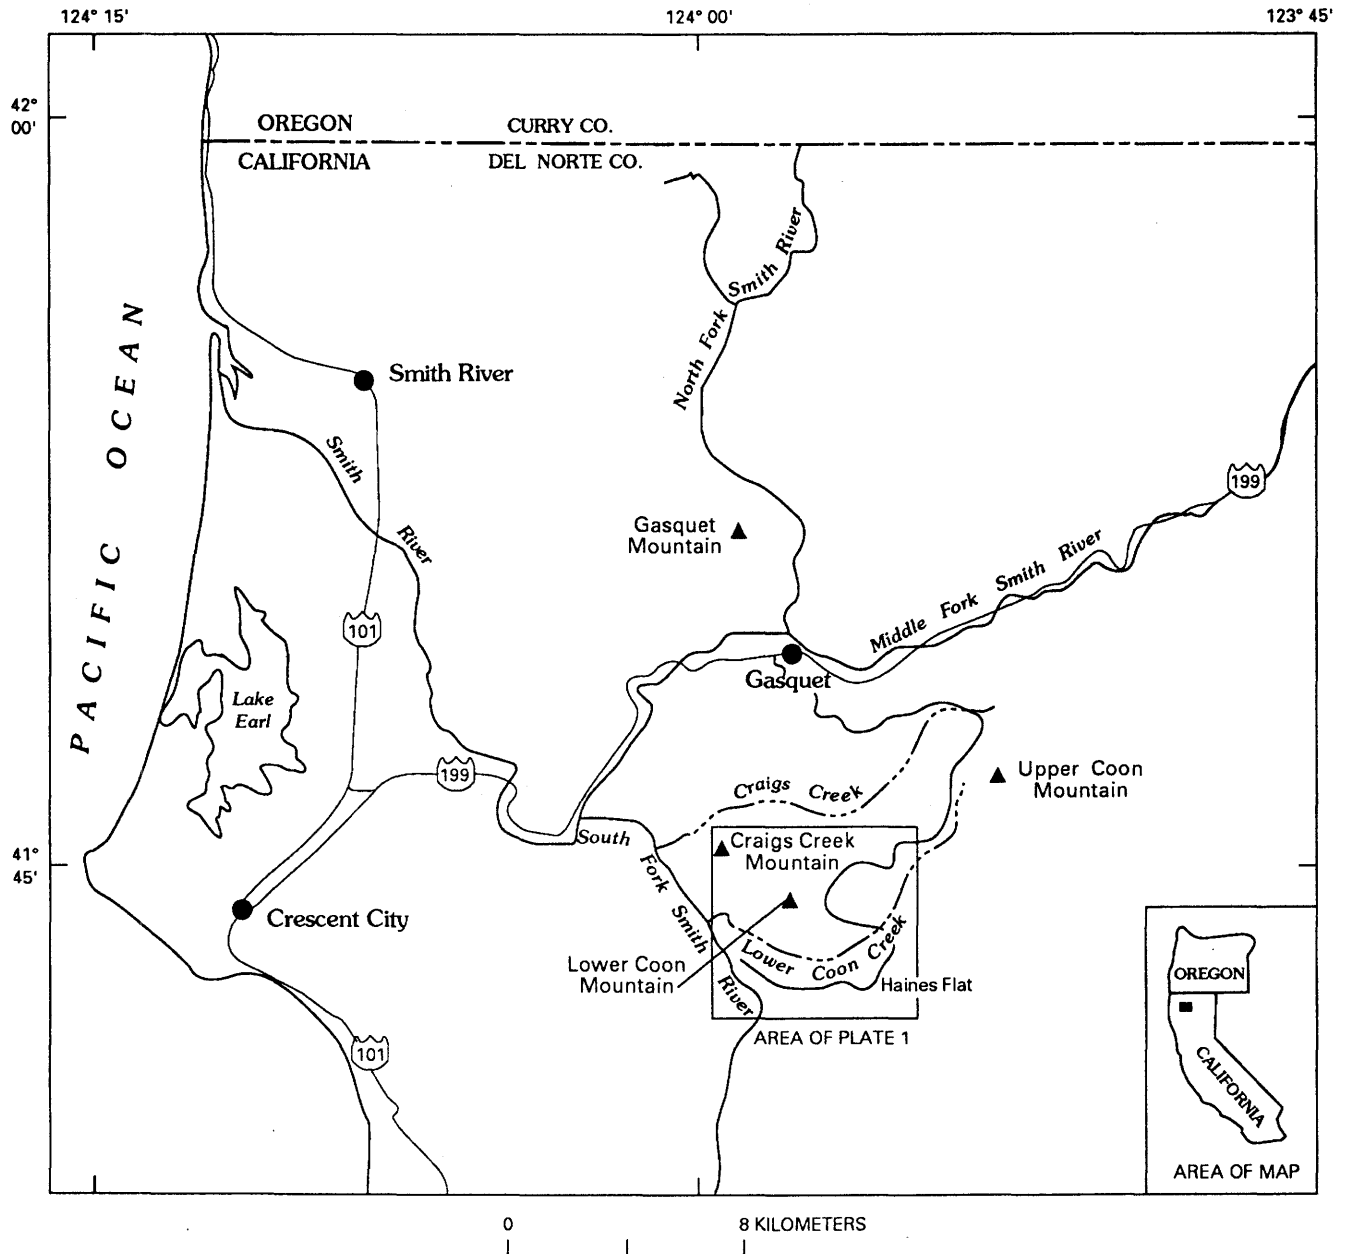 124° 15'
124° 00'
123° 45'
42°
00'
OREGON
CURRY CO.
CALIFORNIA
DEL NORTE CO.
Smith River
North Fork
PACIFIC OCEAN
Smith River
Smith
River
199
Gasquet
Mountain
Middle Fork Smith River
101
Gasquet
Lake
Earl
199
Upper Coon
Mountain
Craigs Creek
South
Fork
Smith
River
Craigs Creek
Mountain
41°
45'
Crescent City
Lower Coon Creek
Lower Coon
Mountain
Haines Flat
AREA OF PLATE 1
101
OREGON
CALIFORNIA
AREA OF MAP
0
8 KILOMETERS